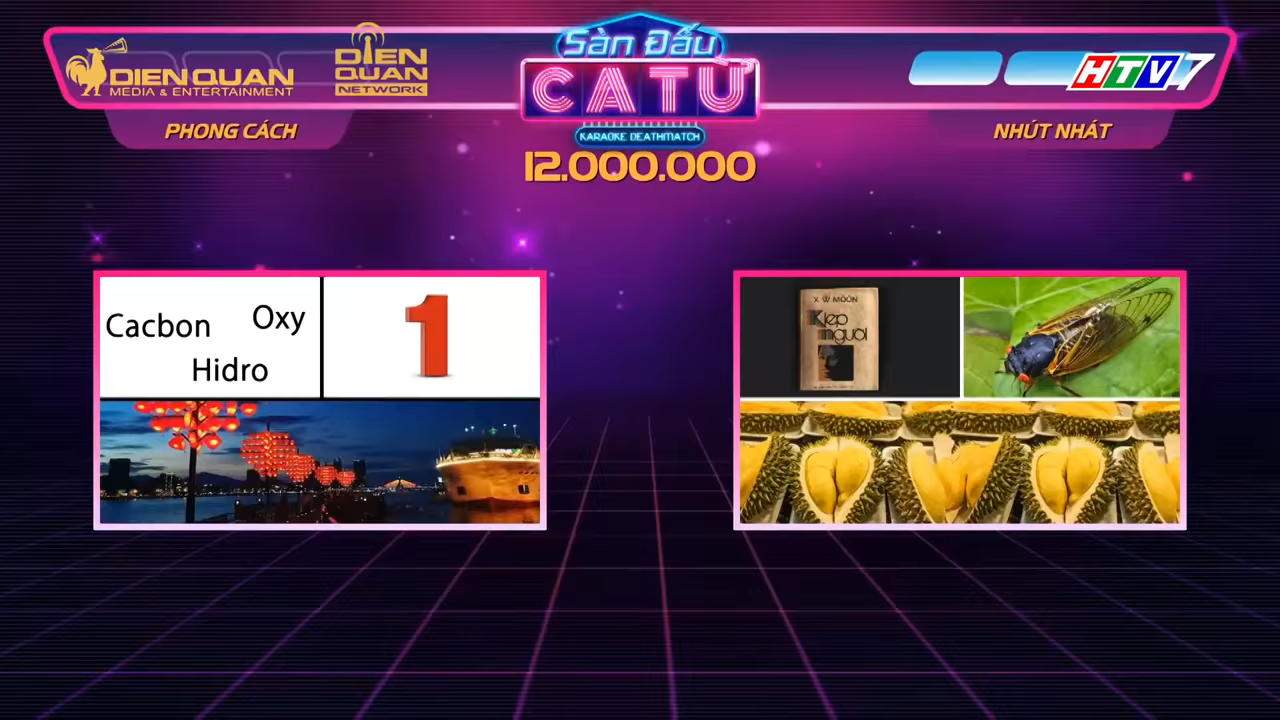 DIEN QUAN
MEDIA & ENTERTAINMENT
DIEN
QUAN
NETWORK
Sàn Đấu
CA TỪ
KARAOKE DEATHMATCH
HTV7
PHONG CÁCH
NHÚT NHÁT
12.000.000
Cacbon
Oxy
Hidro
1
X. W MOON
Kiếp
người